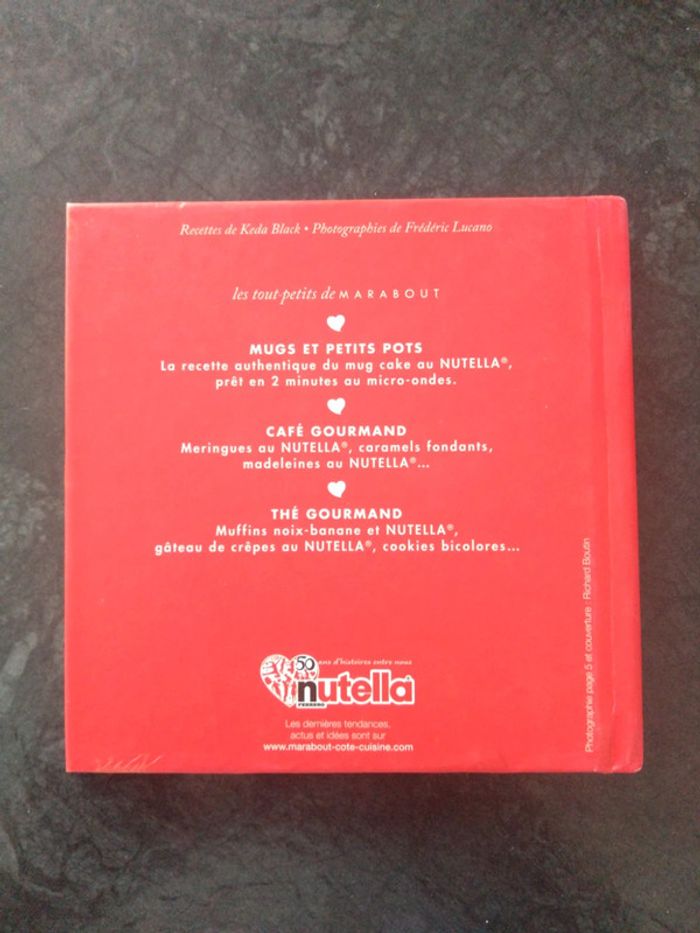 Recettes de Keda Black • Photographies de Frédéric Lucano
les tout-petits de MARABOUT
MUGS ET PETITS POTS
La recette authentique du mug cake au NUTELLA®,
prêt en 2 minutes au micro-ondes.
CAFÉ GOURMAND
Meringues au NUTELLA®, caramels fondants,
madeleines au NUTELLA®...
THÉ GOURMAND
Muffins noix-banane et NUTELLA®,
gâteau de crêpes au NUTELLA®, cookies bicolores...
50 ans d'histoires entre nous
nutella
FERRERO
Les dernières tendances,
actus et idées sont sur
www.marabout-cote-cuisine.com
Photographie page 5 et couverture : Richard Boutin